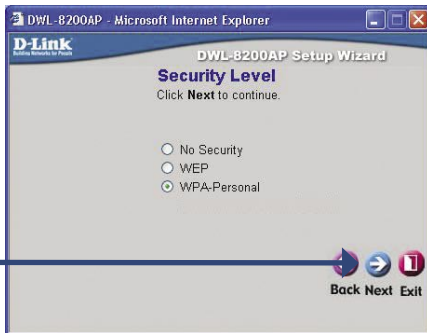 DWL-8200AP - Microsoft Internet Explorer
D-Link
Building Networks for People
DWL-8200AP Setup Wizard
Security Level
Click Next to continue.
No Security
WEP
WPA-Personal
Back Next Exit